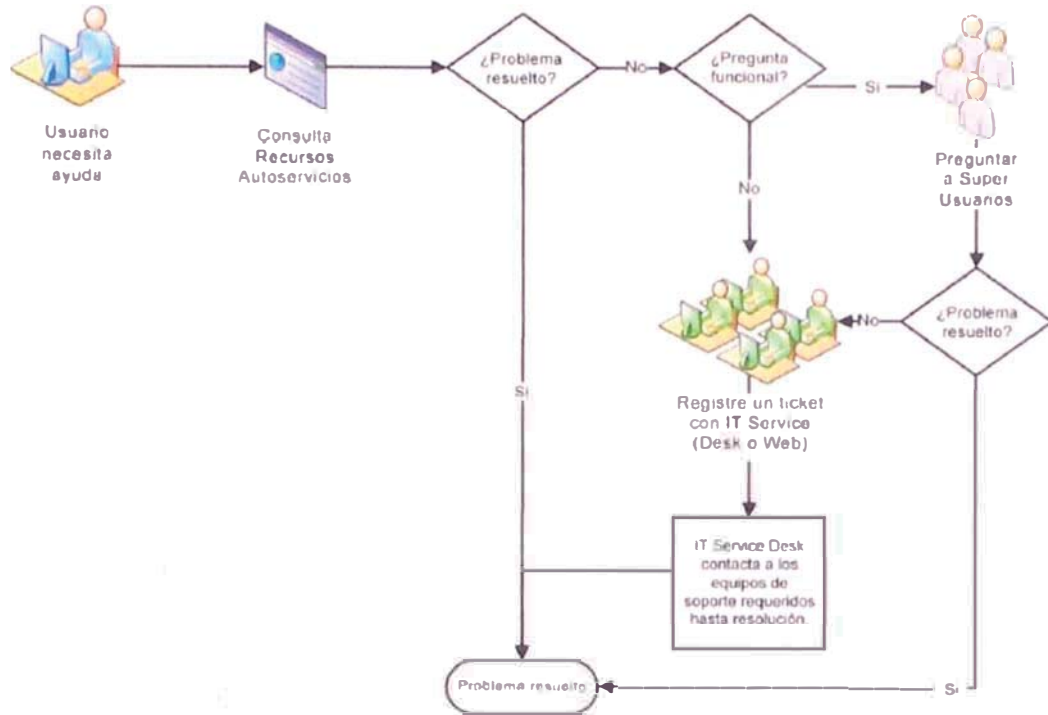 Usuario
necesita
ayuda
Consulta
Recursos
Autoservicios
¿Problema
resuelto?
No
¿Pregunta
funcional?
Si
Preguntar
a Super
Usuarios
No
¿Problema
resuelto?
No
Si
Registre un ticket
con IT Service
(Desk o Web)
IT Service Desk
contacta a los
equipos de
soporte requeridos
hasta resolución.
Problema resuelto
Si